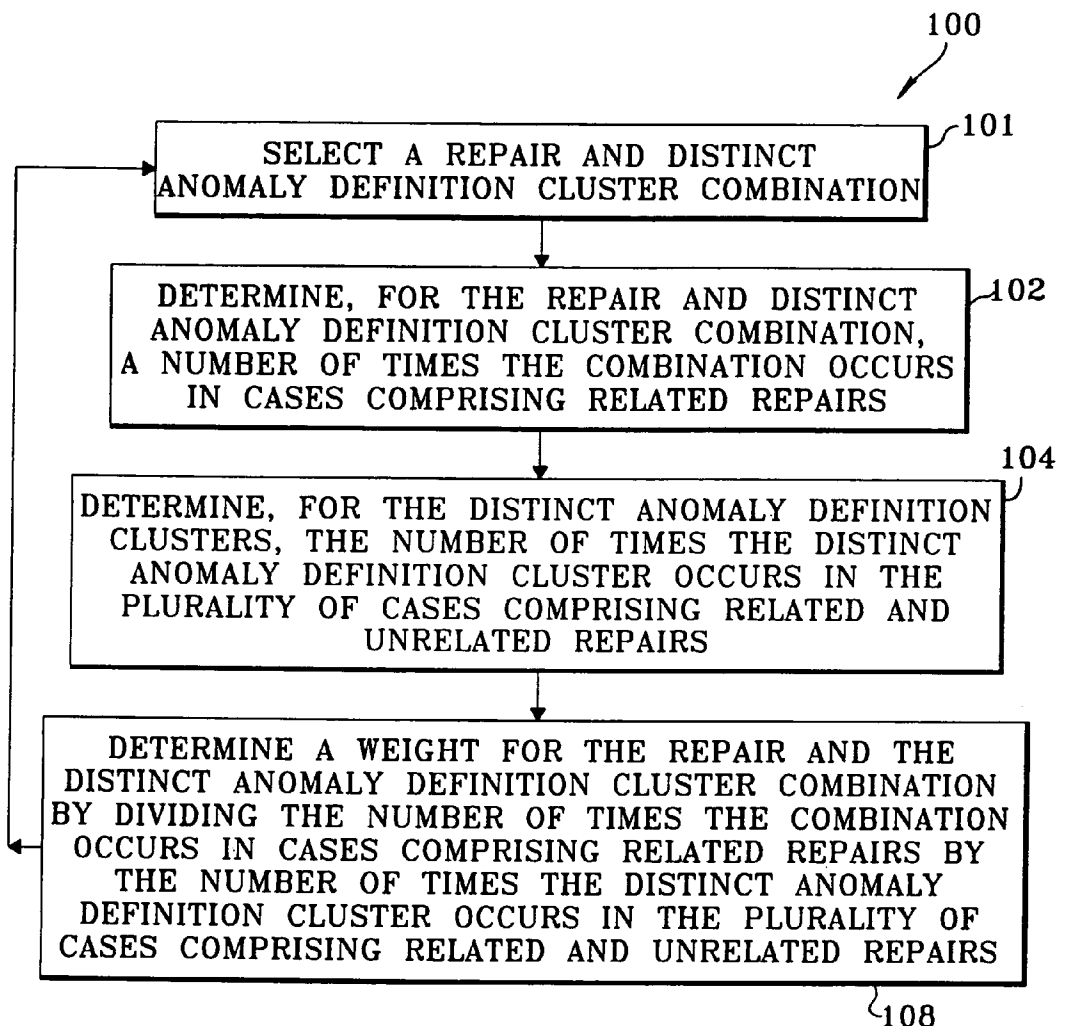 100
101
SELECT A REPAIR AND DISTINCT
ANOMALY DEFINITION CLUSTER COMBINATION
102
DETERMINE, FOR THE REPAIR AND DISTINCT
ANOMALY DEFINITION CLUSTER COMBINATION,
A NUMBER OF TIMES THE COMBINATION OCCURS
IN CASES COMPRISING RELATED REPAIRS
104
DETERMINE, FOR THE DISTINCT ANOMALY DEFINITION
CLUSTERS, THE NUMBER OF TIMES THE DISTINCT
ANOMALY DEFINITION CLUSTER OCCURS IN THE
PLURALITY OF CASES COMPRISING RELATED AND
UNRELATED REPAIRS
DETERMINE A WEIGHT FOR THE REPAIR AND THE
DISTINCT ANOMALY DEFINITION CLUSTER COMBINATION
BY DIVIDING THE NUMBER OF TIMES THE COMBINATION
OCCURS IN CASES COMPRISING RELATED REPAIRS BY
THE NUMBER OF TIMES THE DISTINCT ANOMALY
DEFINITION CLUSTER OCCURS IN THE PLURALITY OF
CASES COMPRISING RELATED AND UNRELATED REPAIRS
108